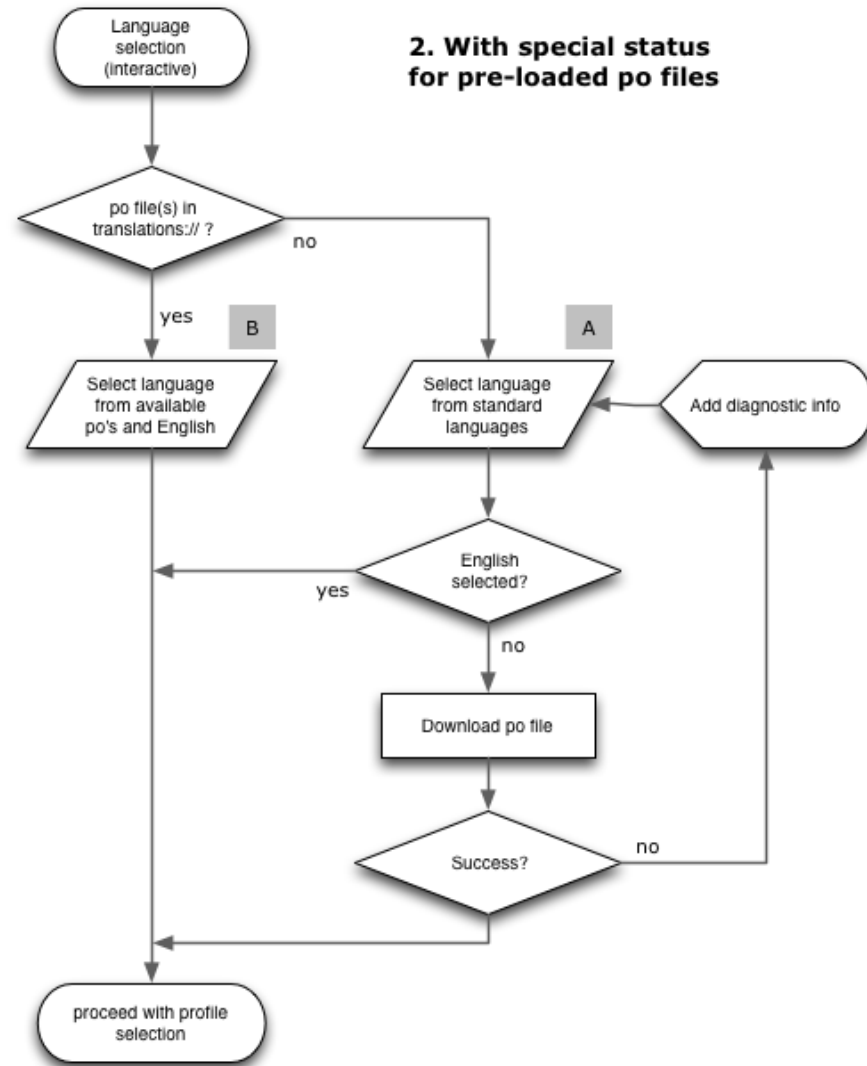 Language
selection
(interactive)
2. With special status
for pre-loaded po files
po file(s) in
translations:// ?
no
yes
B
A
Select language
from available
po's and English
Select language
from standard
languages
Add diagnostic info
English
selected?
yes
no
Download po file
Success?
no
proceed with profile
selection